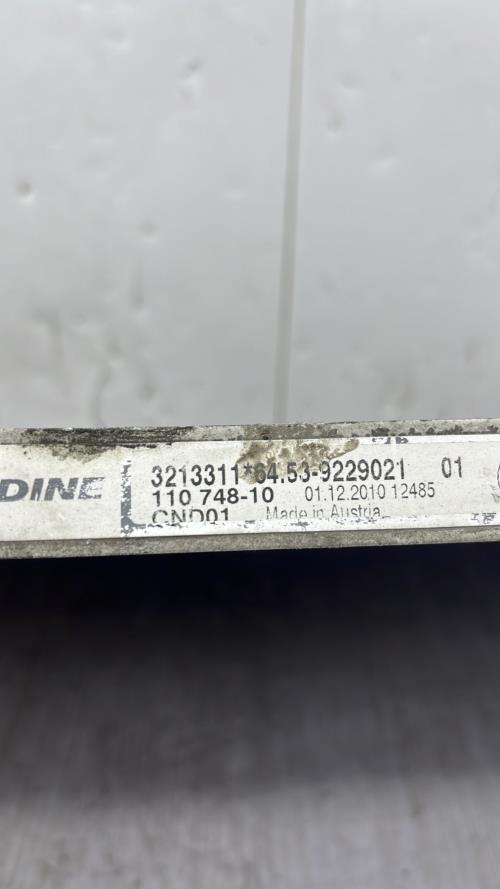 DINE
3213311*64.53-9229021 01
110 748-10 01.12.2010 12485
CND01 Made in Austria